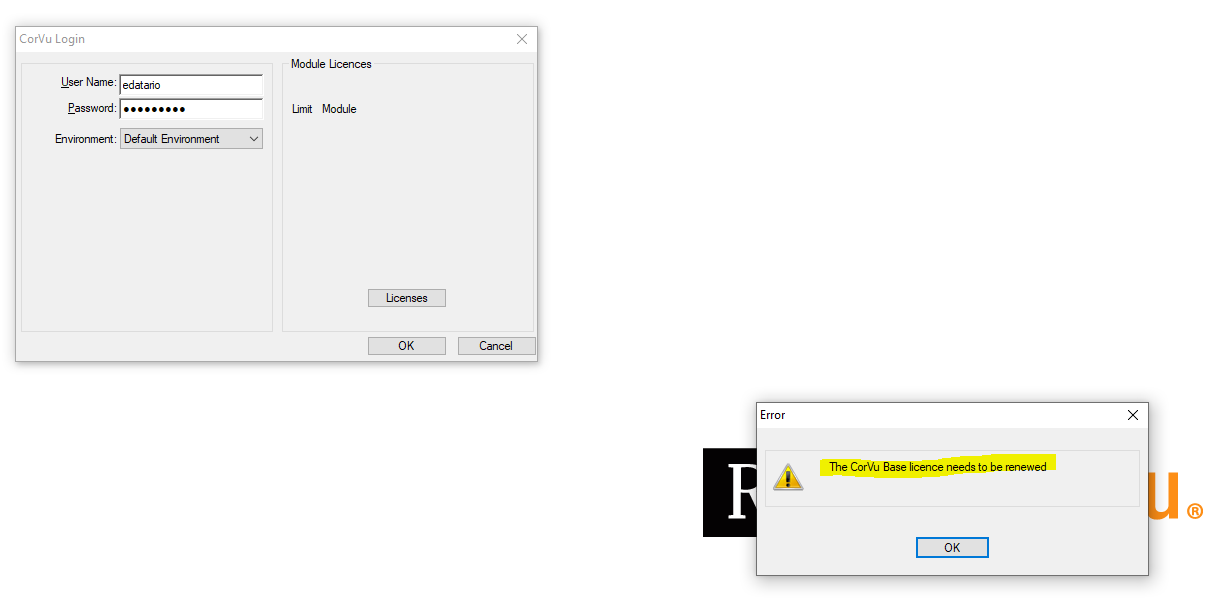 CorVu Login
User Name: edatario
Password: ●●●●●●●●●
Environment: Default Environment
Module Licences
Limit Module
Licenses
OK Cancel
Error
The CorVu Base licence needs to be renewed
OK
R
u®